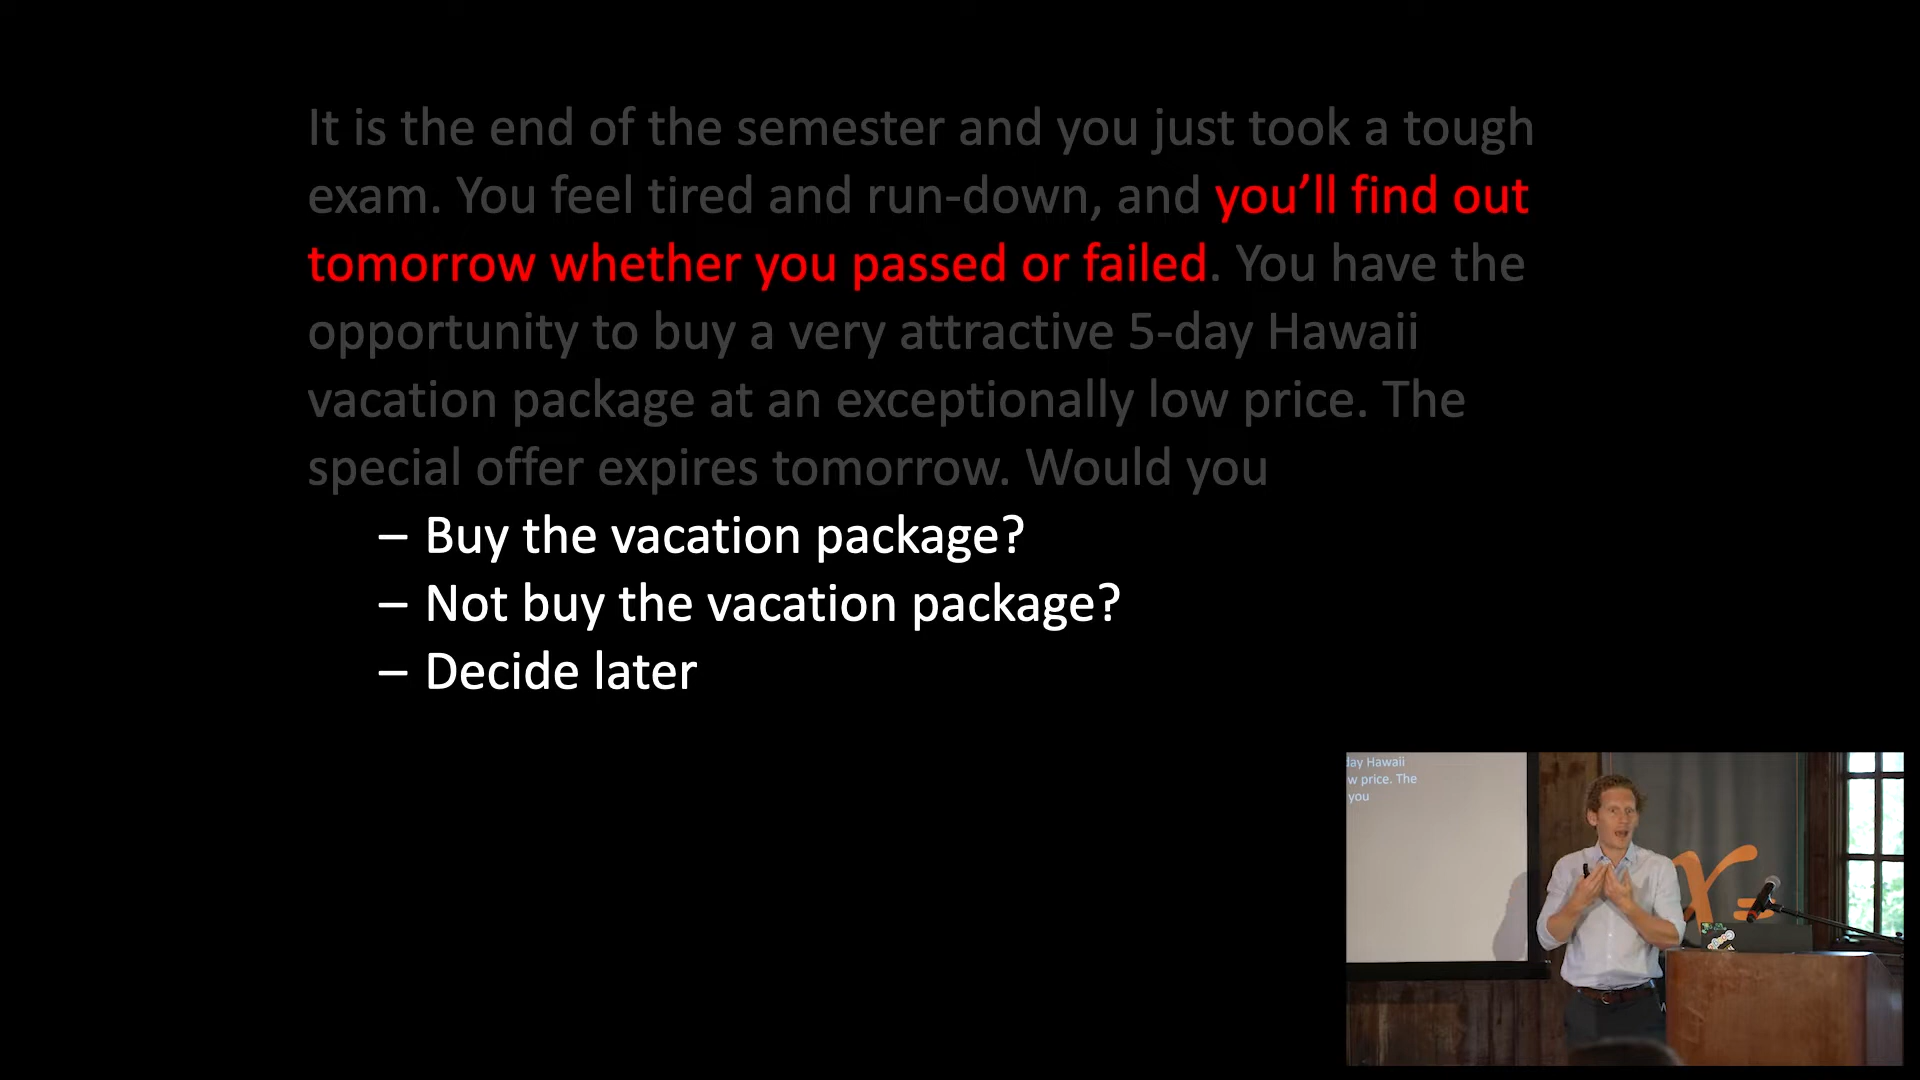 It is the end of the semester and you just took a tough
exam. You feel tired and run-down, and you’ll find out
tomorrow whether you passed or failed. You have the
opportunity to buy a very attractive 5-day Hawaii
vacation package at an exceptionally low price. The
special offer expires tomorrow. Would you
– Buy the vacation package?
– Not buy the vacation package?
– Decide later
day Hawaii
w price. The
you